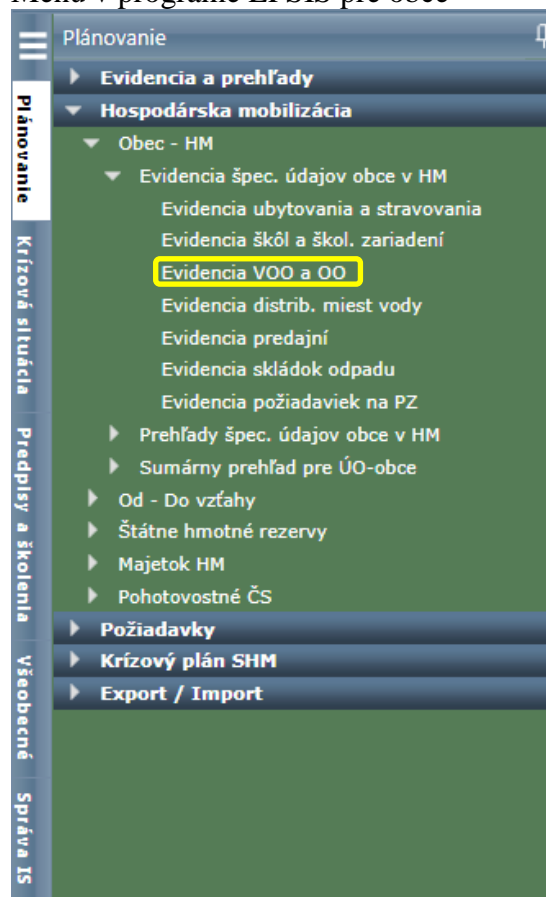 Menu v programe EPSIS pre obce
Plánovanie
Evidencia a prehľady
Hospodárska mobilizácia
Obec - HM
Evidencia špec. údajov obce v HM
Evidencia ubytovania a stravovania
Evidencia škôl a škol. zariadení
Evidencia VOO a OO
Evidencia distrib. miest vody
Evidencia predajní
Evidencia skládok odpadu
Evidencia požiadaviek na PZ
Prehľady špec. údajov obce v HM
Sumárny prehľad pre ÚO-obce
Od - Do vzťahy
Štátne hmotné rezervy
Majetok HM
Pohotovostné ČS
Požiadavky
Krízový plán SHM
Export / Import
Plánovanie
Krízová situácia
Predpisy a školenia
Všeobecné
Správa IS